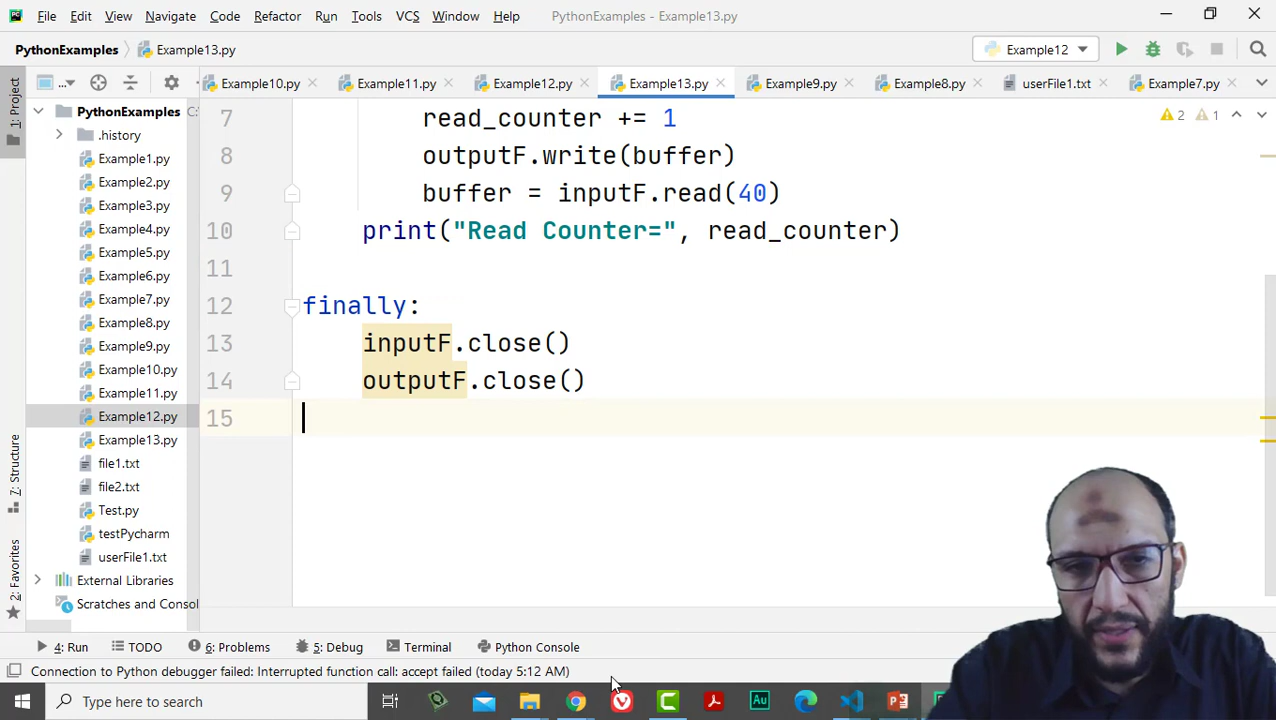 File Edit View Navigate Code Refactor Run Tools VCS Window Help PythonExamples - Example13.py
PythonExamples Example13.py Example12
1: Project
Example10.py Example11.py Example12.py Example13.py Example9.py Example8.py userFile1.txt Example7.py
PythonExamples
.history
Example1.py
Example2.py
Example3.py
Example4.py
Example5.py
Example6.py
Example7.py
Example8.py
Example9.py
Example10.py
Example11.py
Example12.py
Example13.py
file1.txt
file2.txt
Test.py
testPycharm
userFile1.txt
External Libraries
Scratches and Consol
7: Structure
2: Favorites
2 1
7 read_counter += 1
8 outputF.write(buffer)
9 buffer = inputF.read(40)
10 print("Read Counter=", read_counter)
11
12 finally:
13 inputF.close()
14 outputF.close()
15
4: Run TODO 6: Problems 5: Debug Terminal Python Console
Connection to Python debugger failed: Interrupted function call: accept failed (today 5:12 AM)
Type here to search